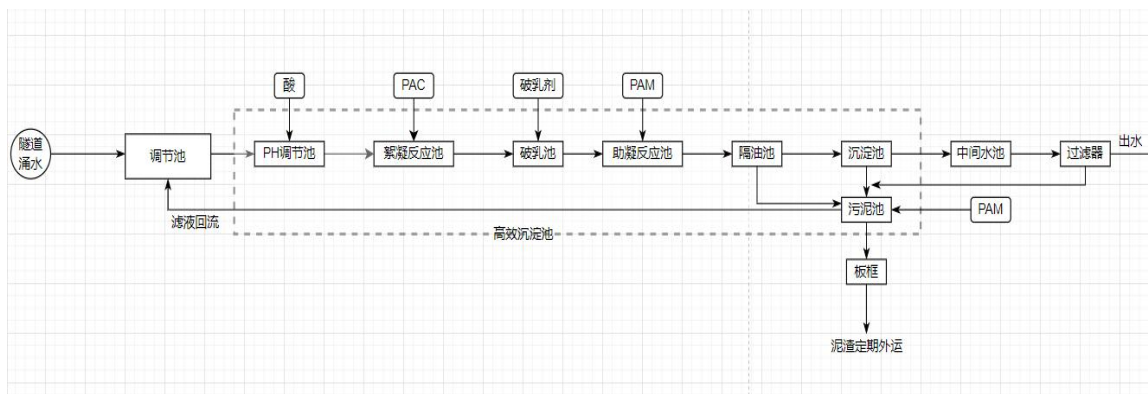 酸
PAC
破乳剂
PAM
隧道
涌水
调节池
PH调节池
絮凝反应池
破乳池
助凝反应池
隔油池
沉淀池
中间水池
过滤器
出水
滤液回流
高效沉淀池
污泥池
PAM
板框
泥渣定期外运